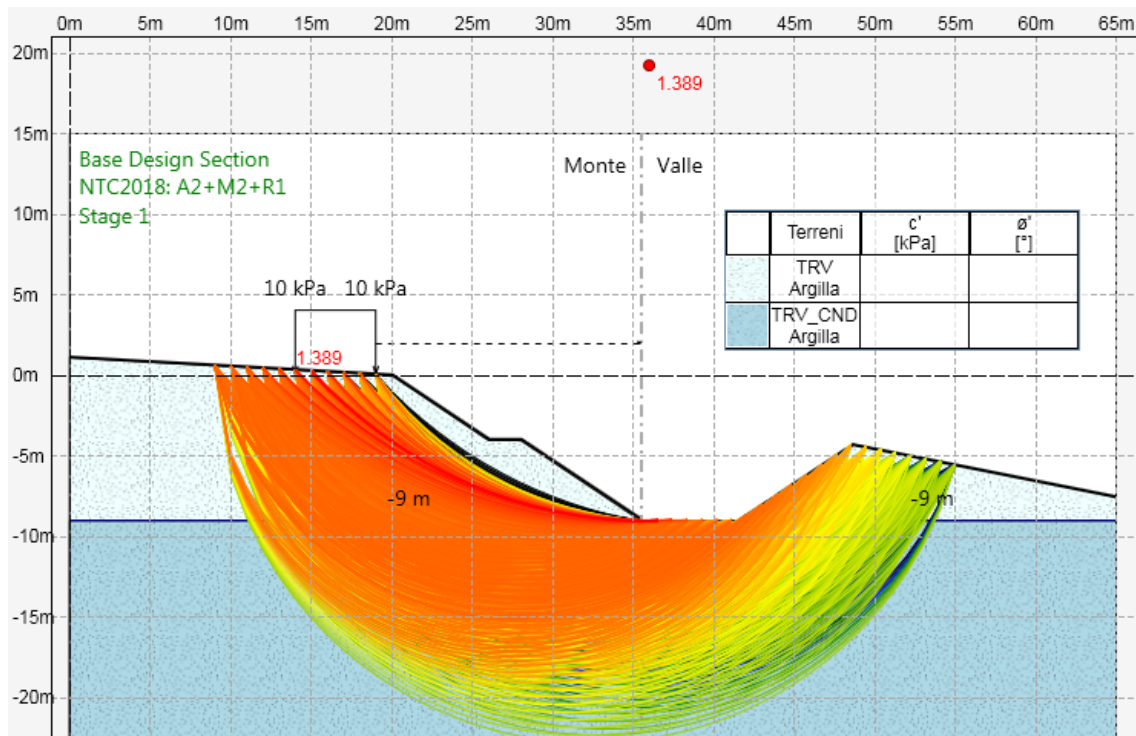 0m 5m 10m 15m 20m 25m 30m 35m 40m 45m 50m 55m 60m 65m
20m
1.389
15m
Base Design Section
NTC2018: A2+M2+R1
Stage 1
Monte Valle
10m
Terreni c' [kPa] ø' [°]
TRV Argilla
TRV_CND Argilla
5m
10 kPa 10 kPa
1.389
0m
-5m
-9 m -9 m
-10m
-15m
-20m